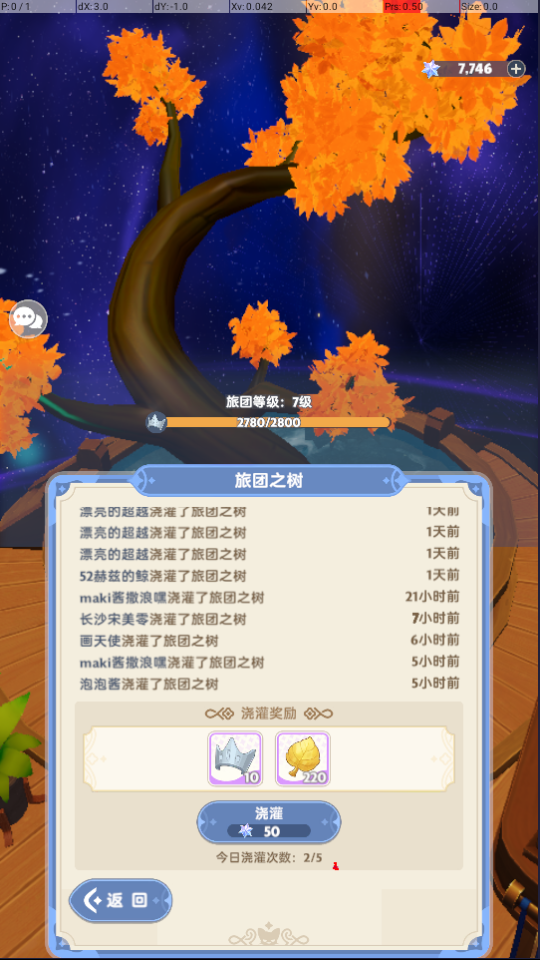 P: 0 / 1 dX: 3.0 dY: -1.0 Xv: 0.042 Yv: 0.0 Prs: 0.50 Size: 0.0
7,746
旅团等级：7级
2780/2800
旅团之树
漂亮的超越浇灌了旅团之树 1天前
漂亮的超越浇灌了旅团之树 1天前
漂亮的超越浇灌了旅团之树 1天前
52赫兹的鲸浇灌了旅团之树 1天前
maki酱撒浪嘿浇灌了旅团之树 21小时前
长沙宋美零浇灌了旅团之树 7小时前
画天使浇灌了旅团之树 6小时前
maki酱撒浪嘿浇灌了旅团之树 5小时前
泡泡酱浇灌了旅团之树 5小时前
浇灌奖励
10 220
浇灌
50
今日浇灌次数：2/5
返回